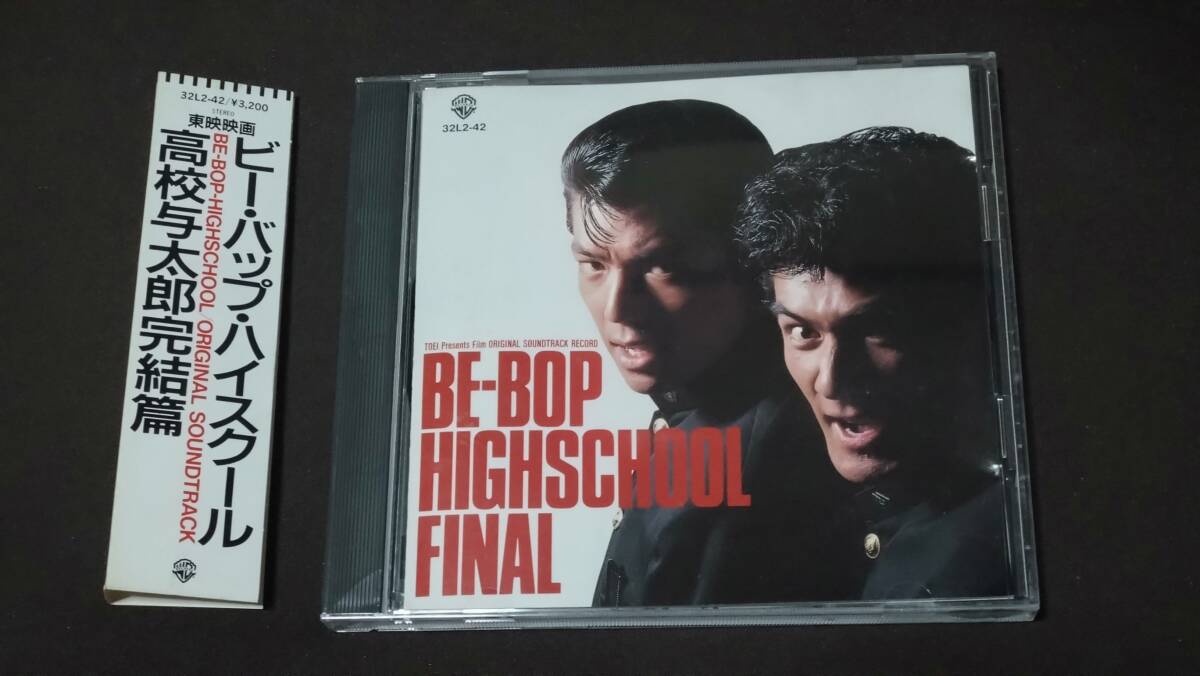 32L2-42/¥3,200
STEREO
東映映画
ビー・バップ・ハイスクール
BE-BOP-HIGHSCHOOL/ORIGINAL SOUNDTRACK
高校与太郎完結篇
32L2-42
TOEI Presents Film ORIGINAL SOUNDTRACK RECORD
BE-BOP
HIGHSCHOOL
FINAL